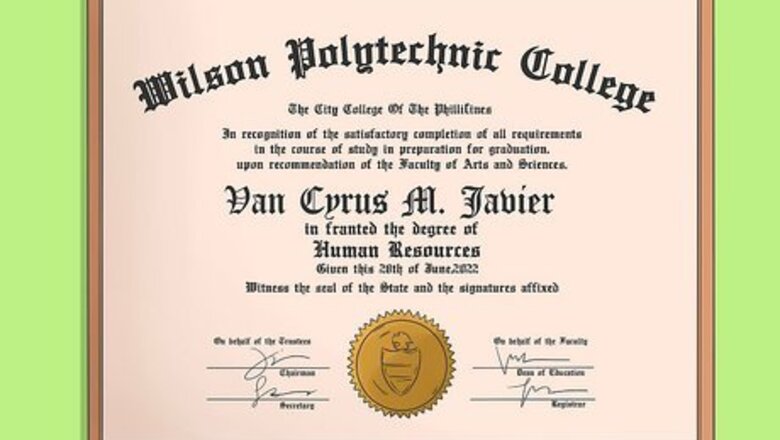 Wilson Polytechnic College
The City College Of The Phillifines
In recognition of the satisfactory completion of all requirements
in the course of study in preparation for graduation,
upon recommendation of the Faculty of Arts and Sciences.
Van Cyrus M. Javier
in franted the degree of
Human Resources
Given this 20th of June,2022
Witness the seal of the State and the signatures affixed
On behalf of the Trustees
Chairman
Secretary
On behalf of the Faculty
Dean of Education
Registrar